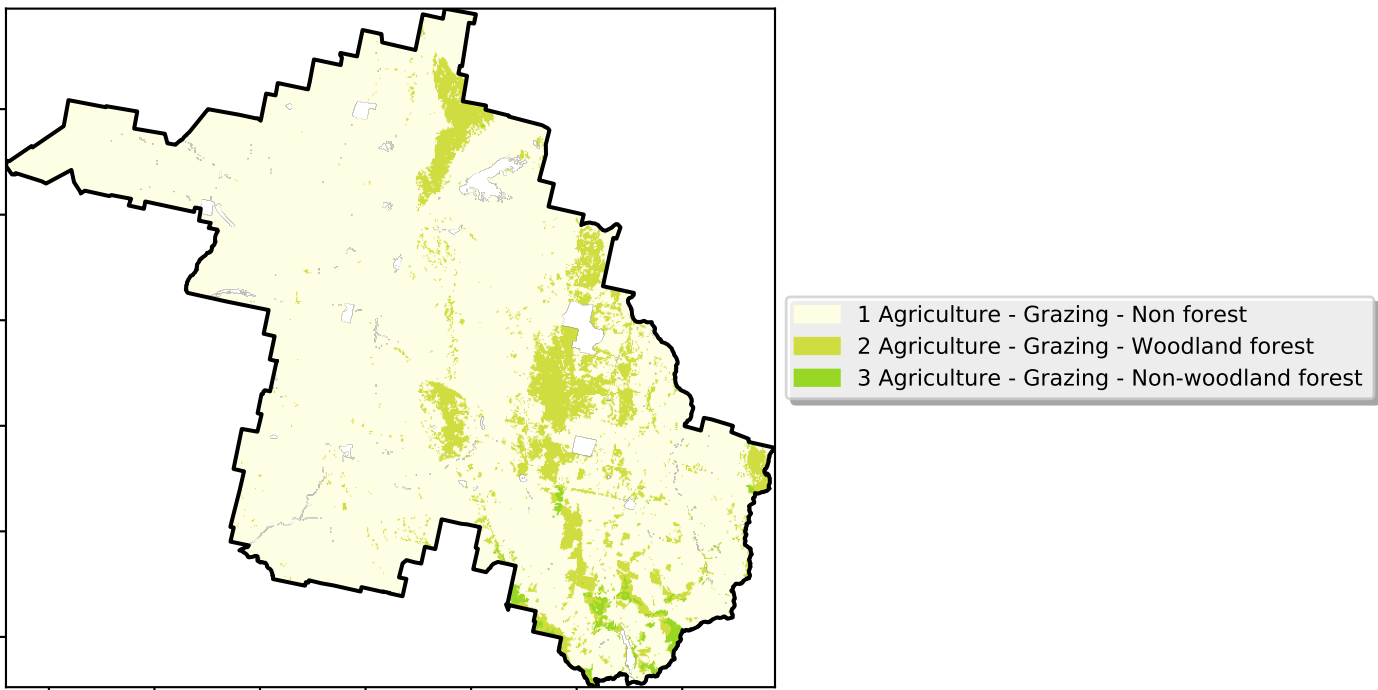 1 Agriculture - Grazing - Non forest
2 Agriculture - Grazing - Woodland forest
3 Agriculture - Grazing - Non-woodland forest